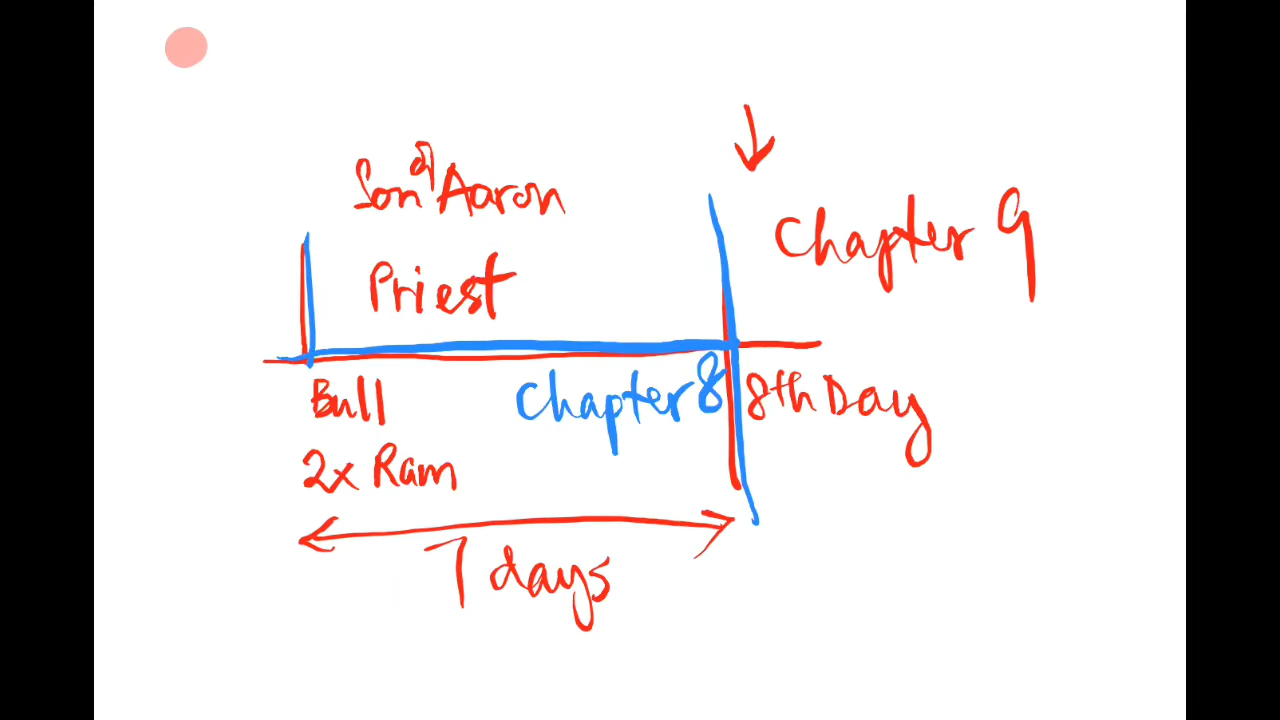 Son of Aaron
Priest
Chapter 9
Bull
2x Ram
Chapter 8
8th Day
7 days